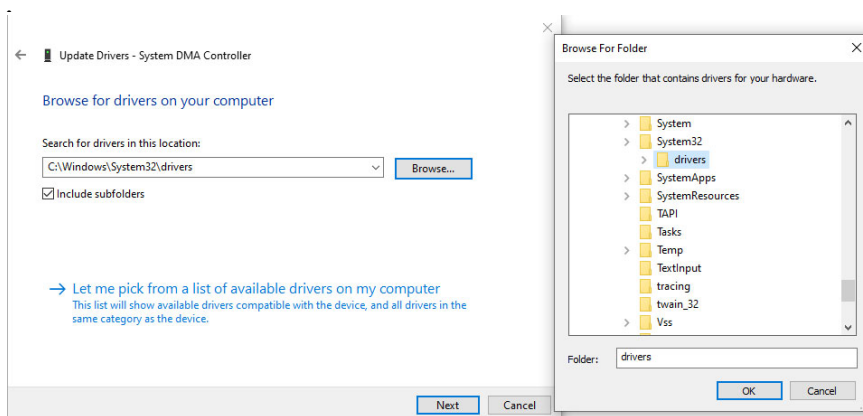 Update Drivers - System DMA Controller
Browse for drivers on your computer
Search for drivers in this location:
C:\Windows\System32\drivers
Browse...
Include subfolders
Let me pick from a list of available drivers on my computer
This list will show available drivers compatible with the device, and all drivers in the
same category as the device.
Next
Cancel
Browse For Folder
Select the folder that contains drivers for your hardware.
System
System32
drivers
SystemApps
SystemResources
TAPI
Tasks
Temp
TextInput
tracing
twain_32
Vss
Folder:
drivers
OK
Cancel